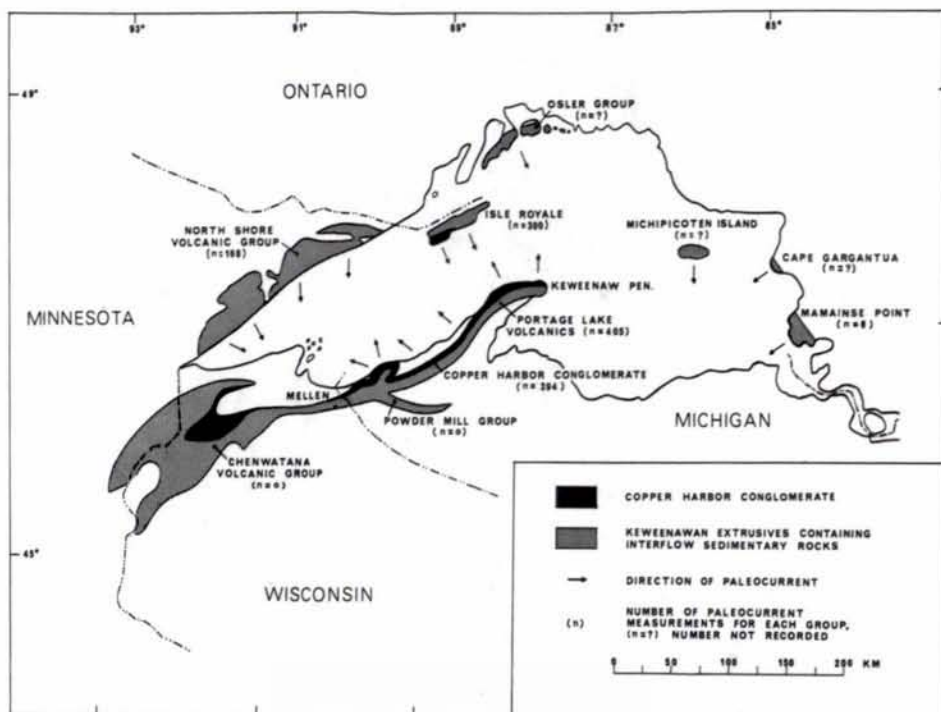 93°
91°
89°
87°
85°
49°
ONTARIO
OSLER GROUP
(n=?)
ISLE ROYALE
(n=300)
MICHIPICOTEN ISLAND
(n=?)
NORTH SHORE
VOLCANIC GROUP
CAPE GARGANTUA
(n=?)
KEWEENAW PEN.
MINNESOTA
PORTAGE LAKE
VOLCANICS (n=405)
MAMAINSE POINT
COPPER HARBOR CONGLOMERATE
(n=394)
MELLEN
MICHIGAN
POWDER MILL GROUP
(n=0)
CHENWATANA
VOLCANIC GROUP
(n=0)
45°
WISCONSIN
COPPER HARBOR CONGLOMERATE
KEWEENAWAN EXTRUSIVES CONTAINING
INTERFLOW SEDIMENTARY ROCKS
DIRECTION OF PALEOCURRENT
(n)
NUMBER OF PALEOCURRENT
MEASUREMENTS FOR EACH GROUP,
(n=?) NUMBER NOT RECORDED
0 50 100 150 200 KM